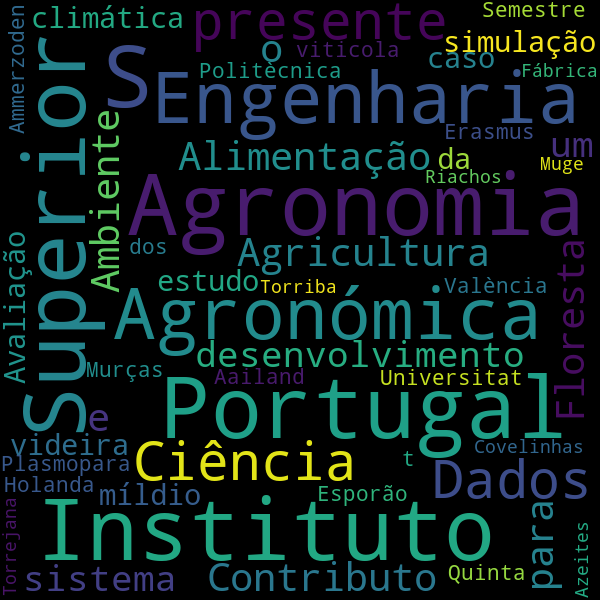 Ammerzoden
climática
presente
Semestre
S
o
viticola
simulação
Politècnica
caso
Fábrica
Superior
Engenharia
Ambiente
Erasmus
um
Alimentação
da
Muge
Riachos
Agronomia
dos
Agricultura
Floresta
Avaliação
estudo
Torriba
València
Agronómica
desenvolvimento
Murças
Aailand
Universitat
Portugal
e
videira
Ciência
t
Covelinhas
Plasmopara
Dados
Holanda
míldio
Esporão
Torrejana
Instituto
para
Azeites
sistema
Contributo
Quinta